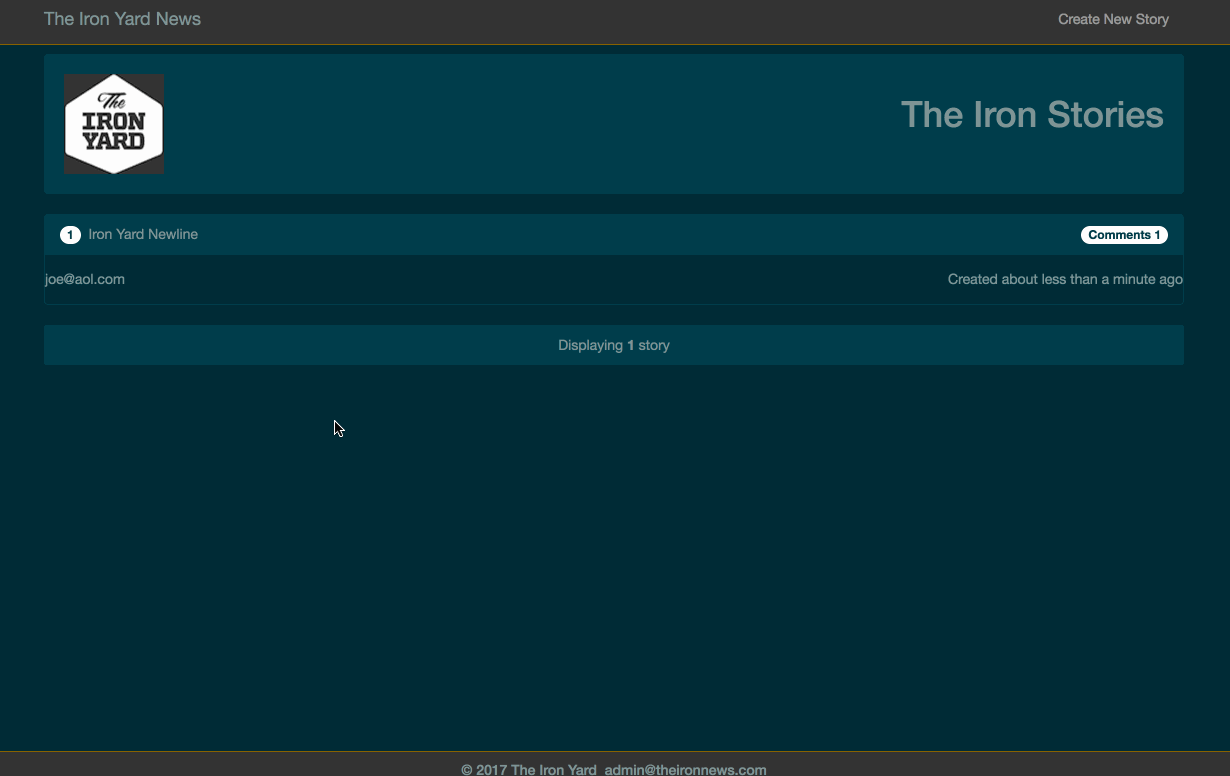 The Iron Yard News Create New Story
The
IRON
YARD
The Iron Stories
1 Iron Yard Newline Comments 1
joe@aol.com Created about less than a minute ago
Displaying 1 story
© 2017 The Iron Yard admin@theironnews.com